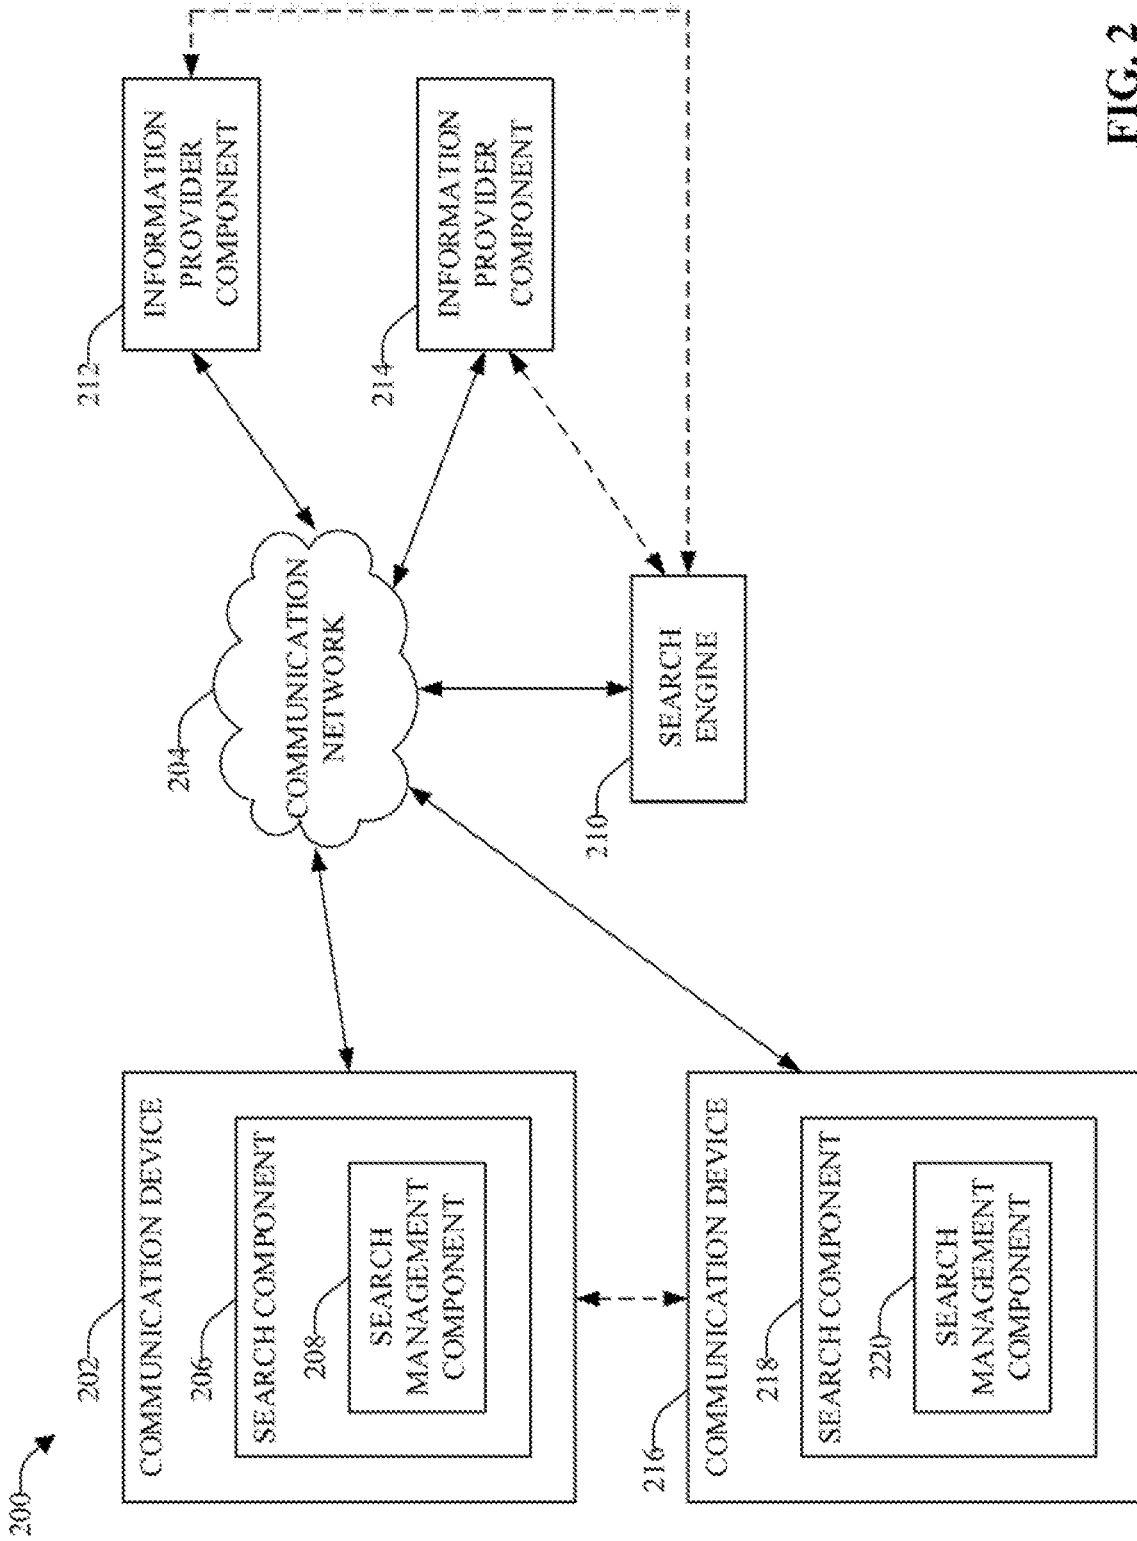 200
202
COMMUNICATION DEVICE
206
SEARCH COMPONENT
208
SEARCH
MANAGEMENT
COMPONENT
204
COMMUNICATION
NETWORK
212
INFORMATION
PROVIDER
COMPONENT
214
INFORMATION
PROVIDER
COMPONENT
210
SEARCH
ENGINE
216
COMMUNICATION DEVICE
218
SEARCH COMPONENT
220
SEARCH
MANAGEMENT
COMPONENT
FIG. 2